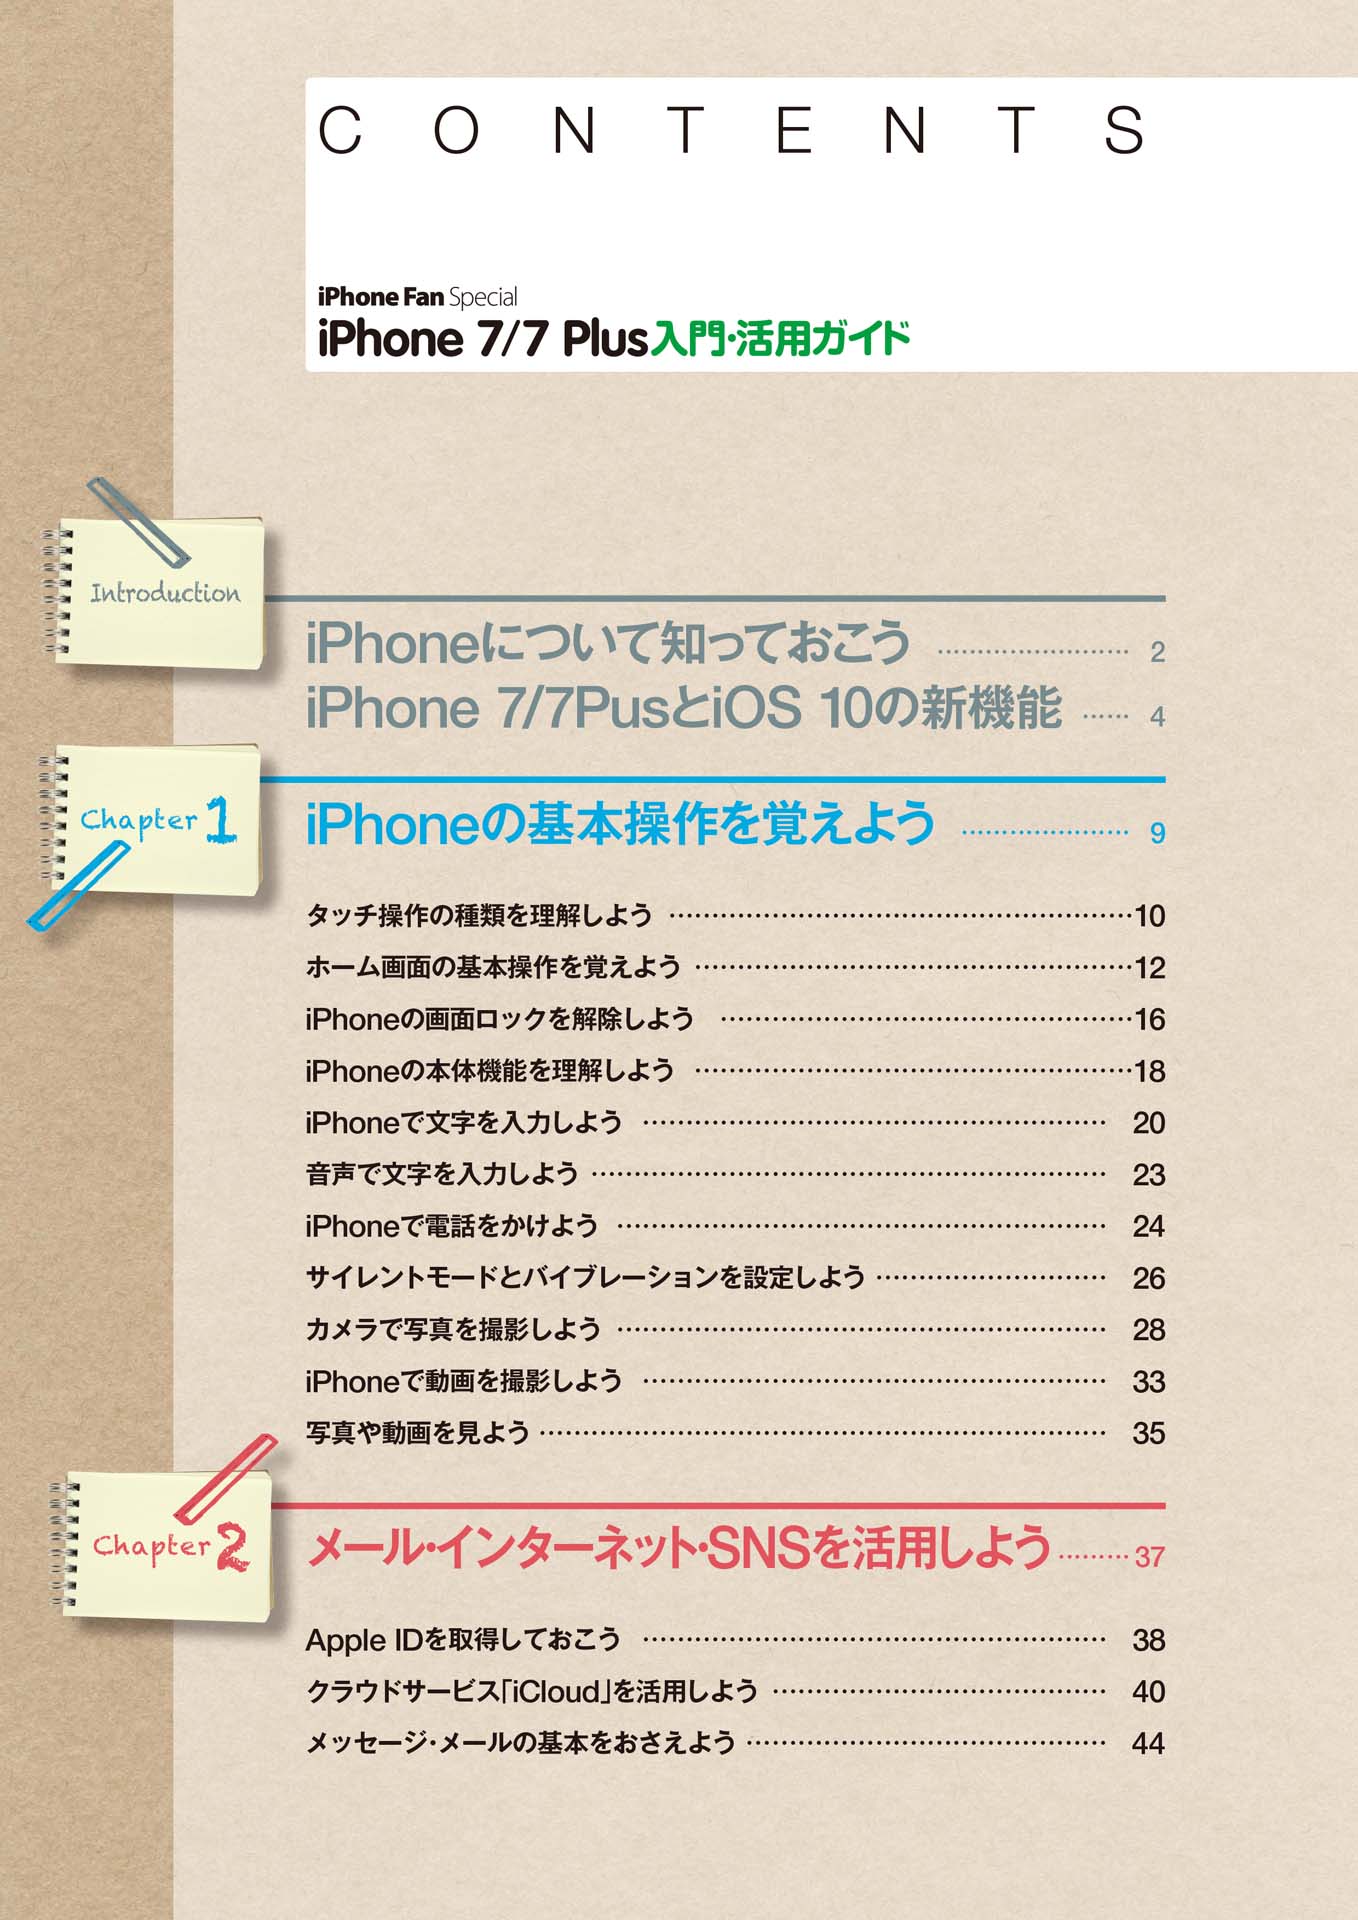 CONTENTS
iPhone Fan Special
iPhone 7/7 Plus入門・活用ガイド
Introduction
iPhoneについて知っておこう …………………… 2
iPhone 7/7PusとiOS 10の新機能 …… 4
Chapter 1
iPhoneの基本操作を覚えよう ………………… 9
タッチ操作の種類を理解しよう ………………………………………………10
ホーム画面の基本操作を覚えよう ……………………………………………12
iPhoneの画面ロックを解除しよう …………………………………………16
iPhoneの本体機能を理解しよう ……………………………………………18
iPhoneで文字を入力しよう ……………………………………………… 20
音声で文字を入力しよう …………………………………………………… 23
iPhoneで電話をかけよう ………………………………………………… 24
サイレントモードとバイブレーションを設定しよう ……………………… 26
カメラで写真を撮影しよう ………………………………………………… 28
iPhoneで動画を撮影しよう ……………………………………………… 33
写真や動画を見よう ………………………………………………………… 35
Chapter 2
メール・インターネット・SNSを活用しよう ……… 37
Apple IDを取得しておこう ……………………………………………… 38
クラウドサービス「iCloud」を活用しよう ………………………………… 40
メッセージ・メールの基本をおさえよう …………………………………… 44